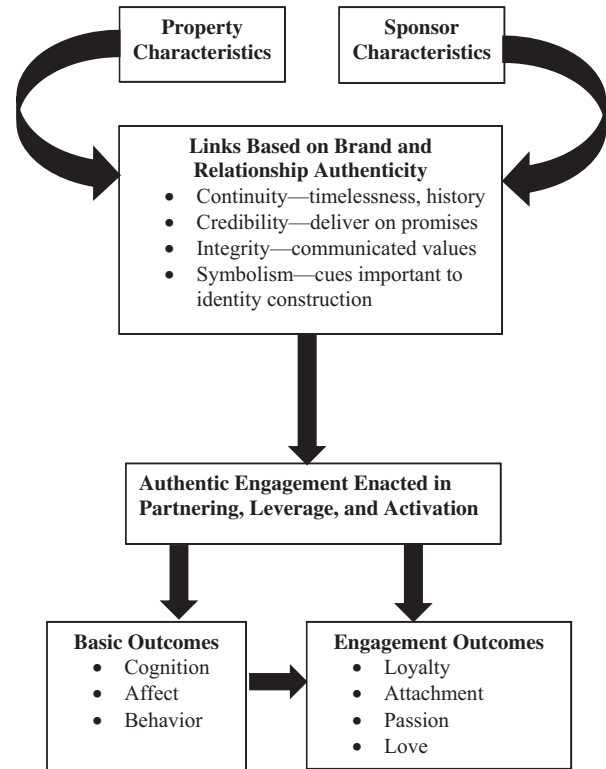 Property
Characteristics
Sponsor
Characteristics
Links Based on Brand and
Relationship Authenticity
• Continuity—timelessness, history
• Credibility—deliver on promises
• Integrity—communicated values
• Symbolism—cues important to
identity construction
Authentic Engagement Enacted in
Partnering, Leverage, and Activation
Basic Outcomes
• Cognition
• Affect
• Behavior
Engagement Outcomes
• Loyalty
• Attachment
• Passion
• Love